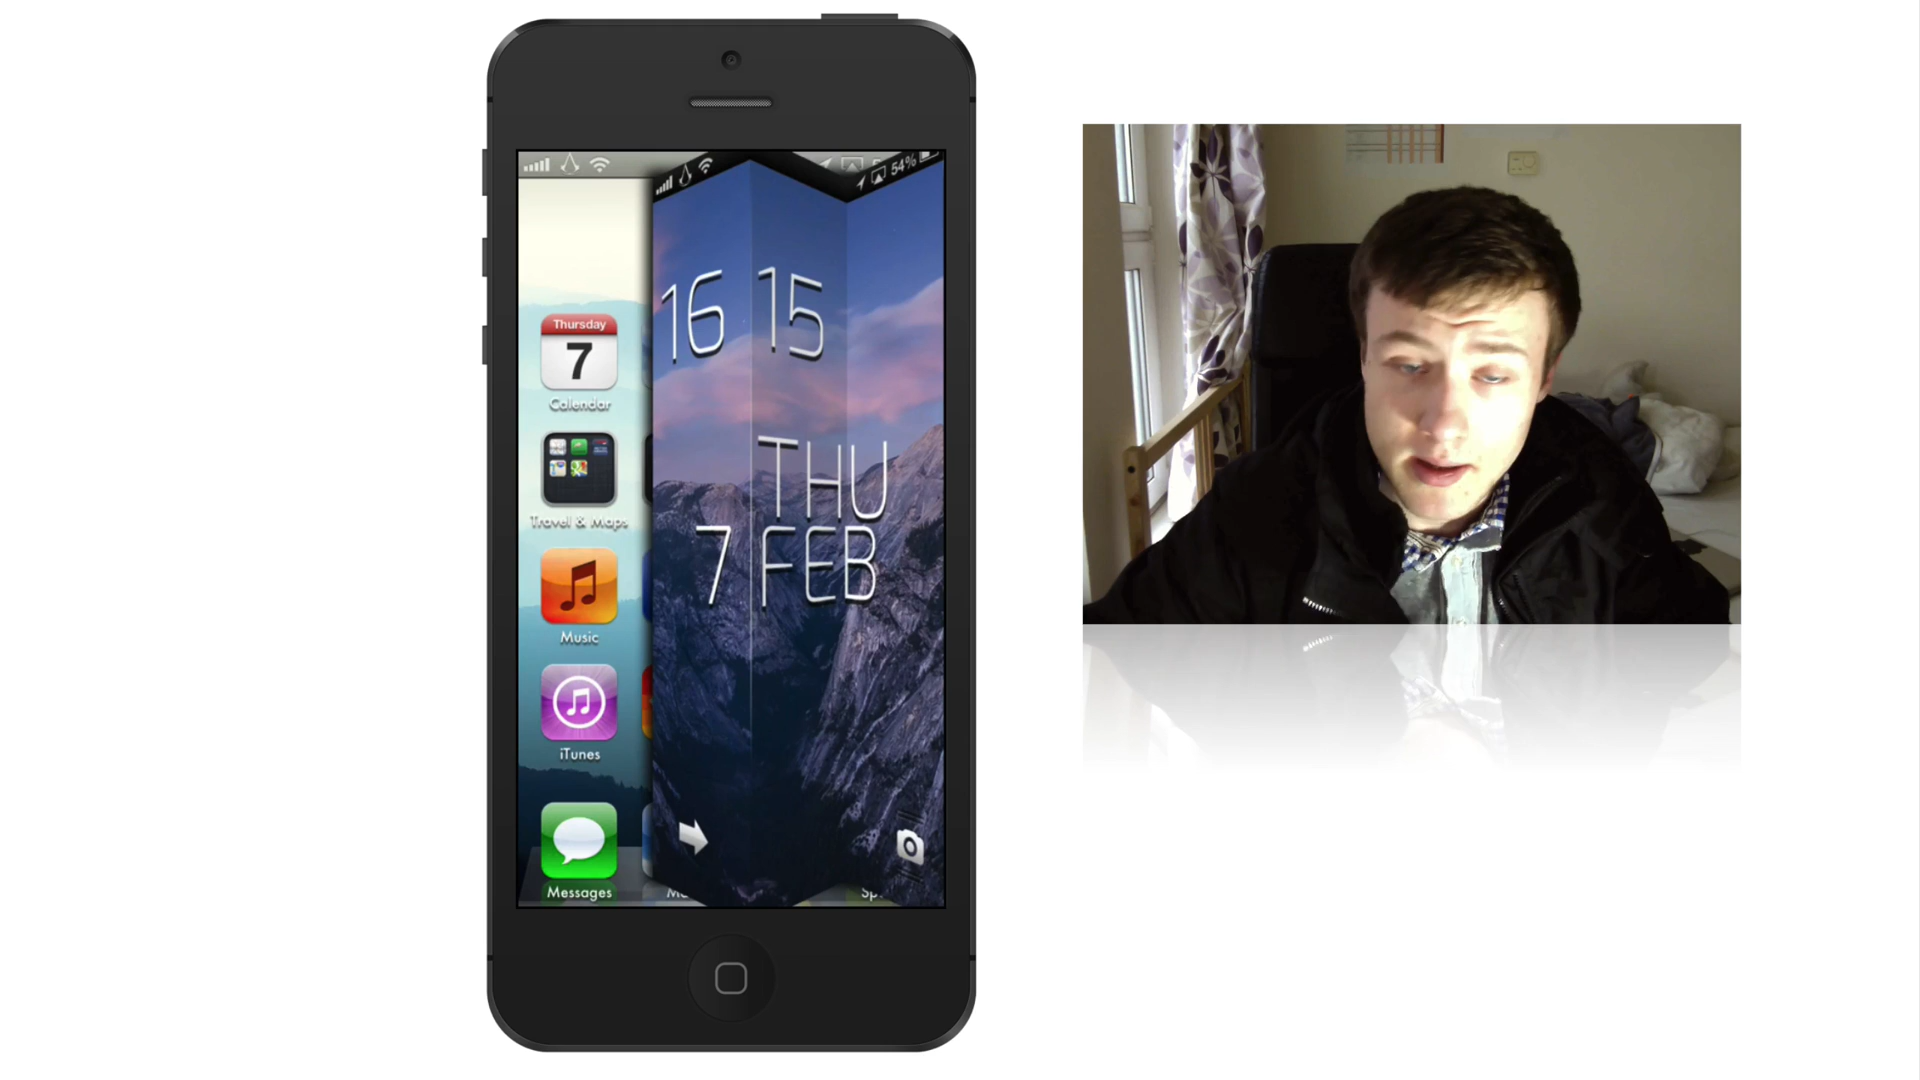 54%
16 15
Thursday
7
Calendar
THU
7 FEB
Travel & Maps
Music
iTunes
Messages